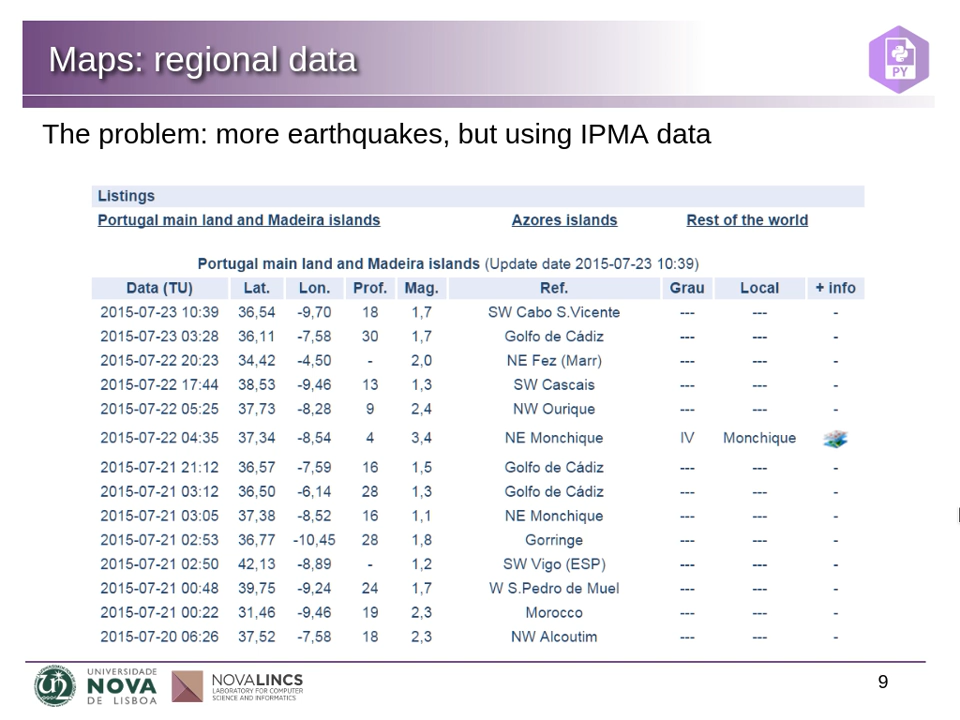 Maps: regional data
PY
The problem: more earthquakes, but using IPMA data
Listings
Portugal main land and Madeira islands Azores islands Rest of the world
Portugal main land and Madeira islands (Update date 2015-07-23 10:39)
Data (TU) Lat. Lon. Prof. Mag. Ref. Grau Local + info
2015-07-23 10:39 36,54 -9,70 18 1,7 SW Cabo S.Vicente --- --- -
2015-07-23 03:28 36,11 -7,58 30 1,7 Golfo de Cádiz --- --- -
2015-07-22 20:23 34,42 -4,50 - 2,0 NE Fez (Marr) --- --- -
2015-07-22 17:44 38,53 -9,46 13 1,3 SW Cascais --- --- -
2015-07-22 05:25 37,73 -8,28 9 2,4 NW Ourique --- --- -
2015-07-22 04:35 37,34 -8,54 4 3,4 NE Monchique IV Monchique
2015-07-21 21:12 36,57 -7,59 16 1,5 Golfo de Cádiz --- --- -
2015-07-21 03:12 36,50 -6,14 28 1,3 Golfo de Cádiz --- --- -
2015-07-21 03:05 37,38 -8,52 16 1,1 NE Monchique --- --- -
2015-07-21 02:53 36,77 -10,45 28 1,8 Gorringe --- --- -
2015-07-21 02:50 42,13 -8,89 - 1,2 SW Vigo (ESP) --- --- -
2015-07-21 00:48 39,75 -9,24 24 1,7 W S.Pedro de Muel --- --- -
2015-07-21 00:22 31,46 -9,46 19 2,3 Morocco --- --- -
2015-07-20 06:26 37,52 -7,58 18 2,3 NW Alcoutim --- --- -
UNIVERSIDADE
NOVA
DE LISBOA
NOVALINCS
LABORATORY FOR COMPUTER
SCIENCE AND INFORMATICS
9